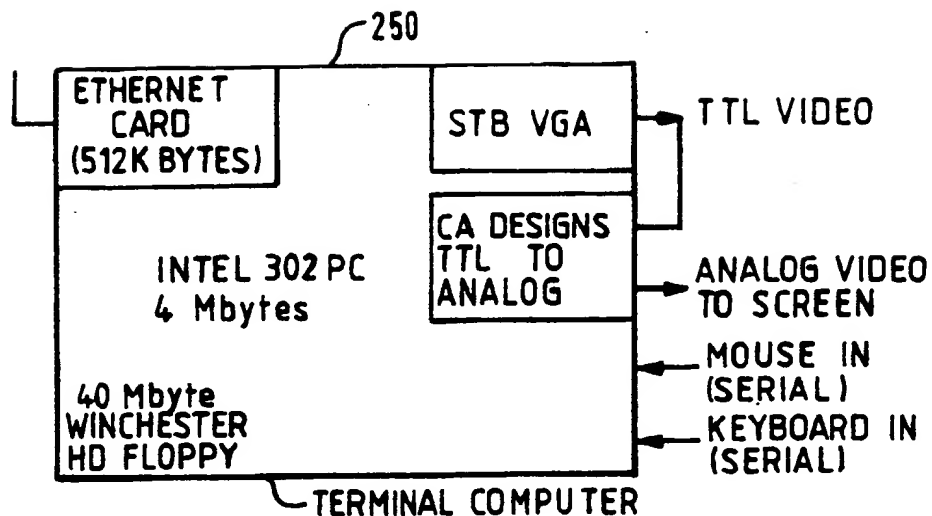 250
ETHERNET
CARD
(512K BYTES)
STB VGA
TTL VIDEO
CA DESIGNS
TTL TO
ANALOG
INTEL 302 PC
4 Mbytes
ANALOG VIDEO
TO SCREEN
MOUSE IN
(SERIAL)
40 Mbyte
WINCHESTER
HD FLOPPY
KEYBOARD IN
(SERIAL)
TERMINAL COMPUTER